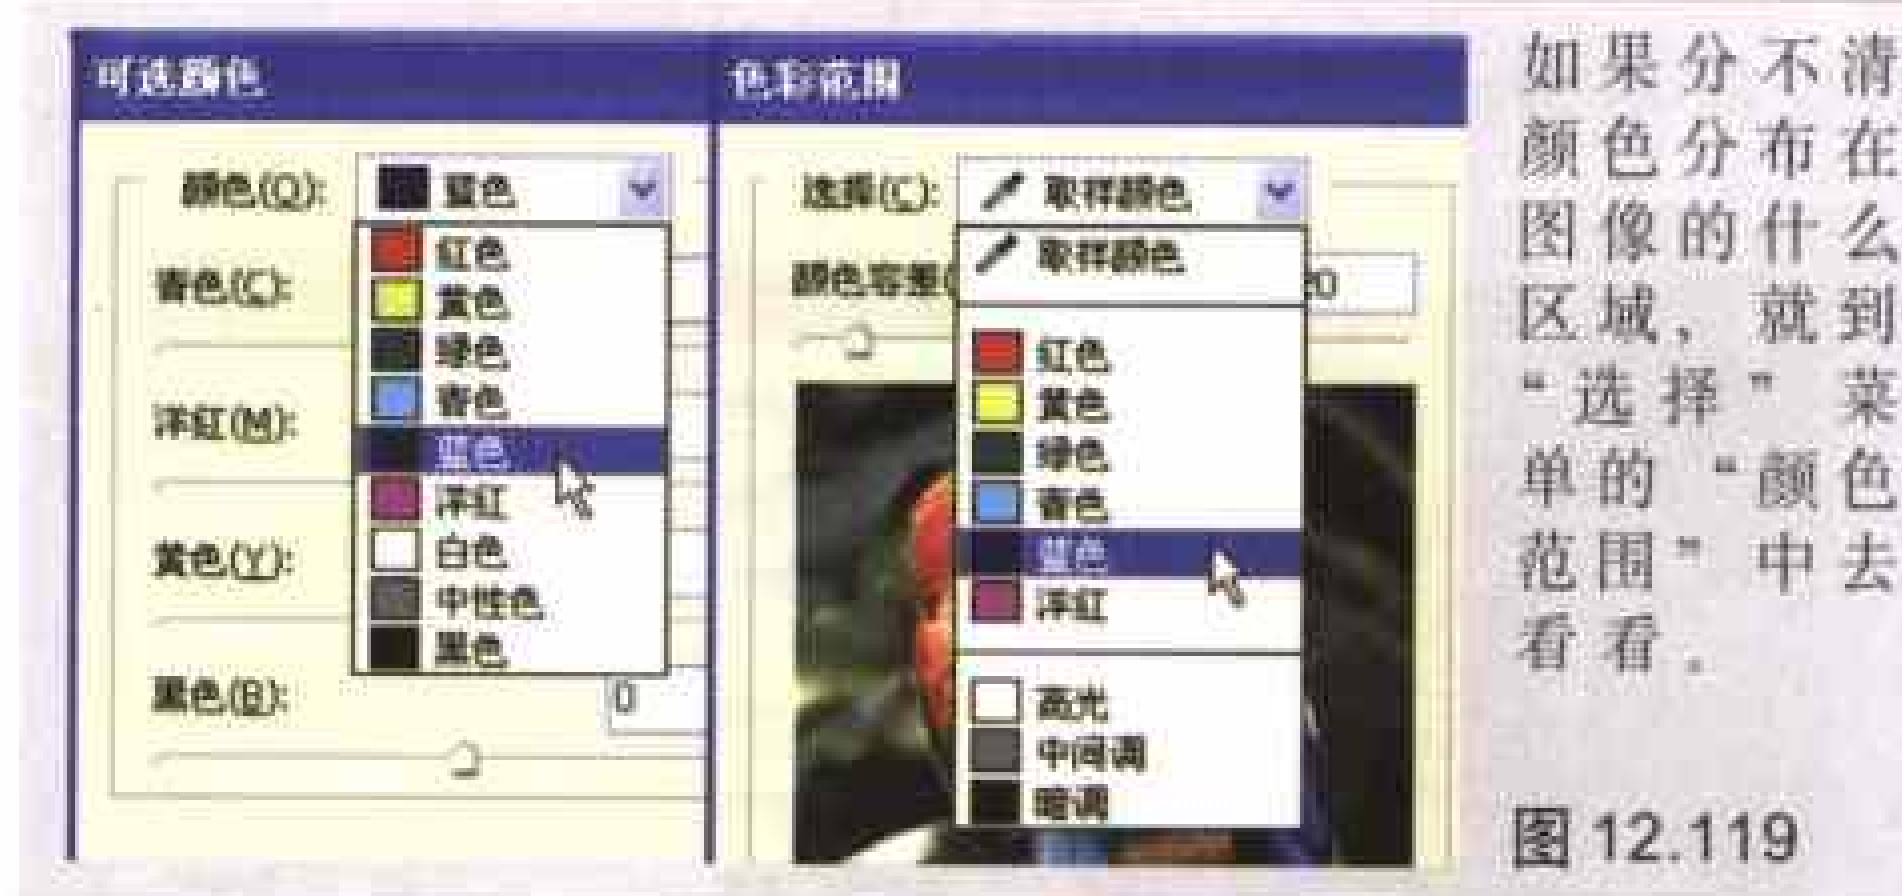 可选颜色
颜色(O):
蓝色
红色
黄色
绿色
青色
蓝色
洋红
白色
中性色
黑色
青色(C):
洋红(M):
黄色(Y):
黑色(B):
0
色彩范围
选择(C):
取样颜色
取样颜色
红色
黄色
绿色
青色
蓝色
洋红
高光
中间调
暗调
颜色容差(
如果分不清
颜色分布在
图像的什么
区域，就到
“选择”菜
单的“颜色
范围”中去
看看。
图 12.119